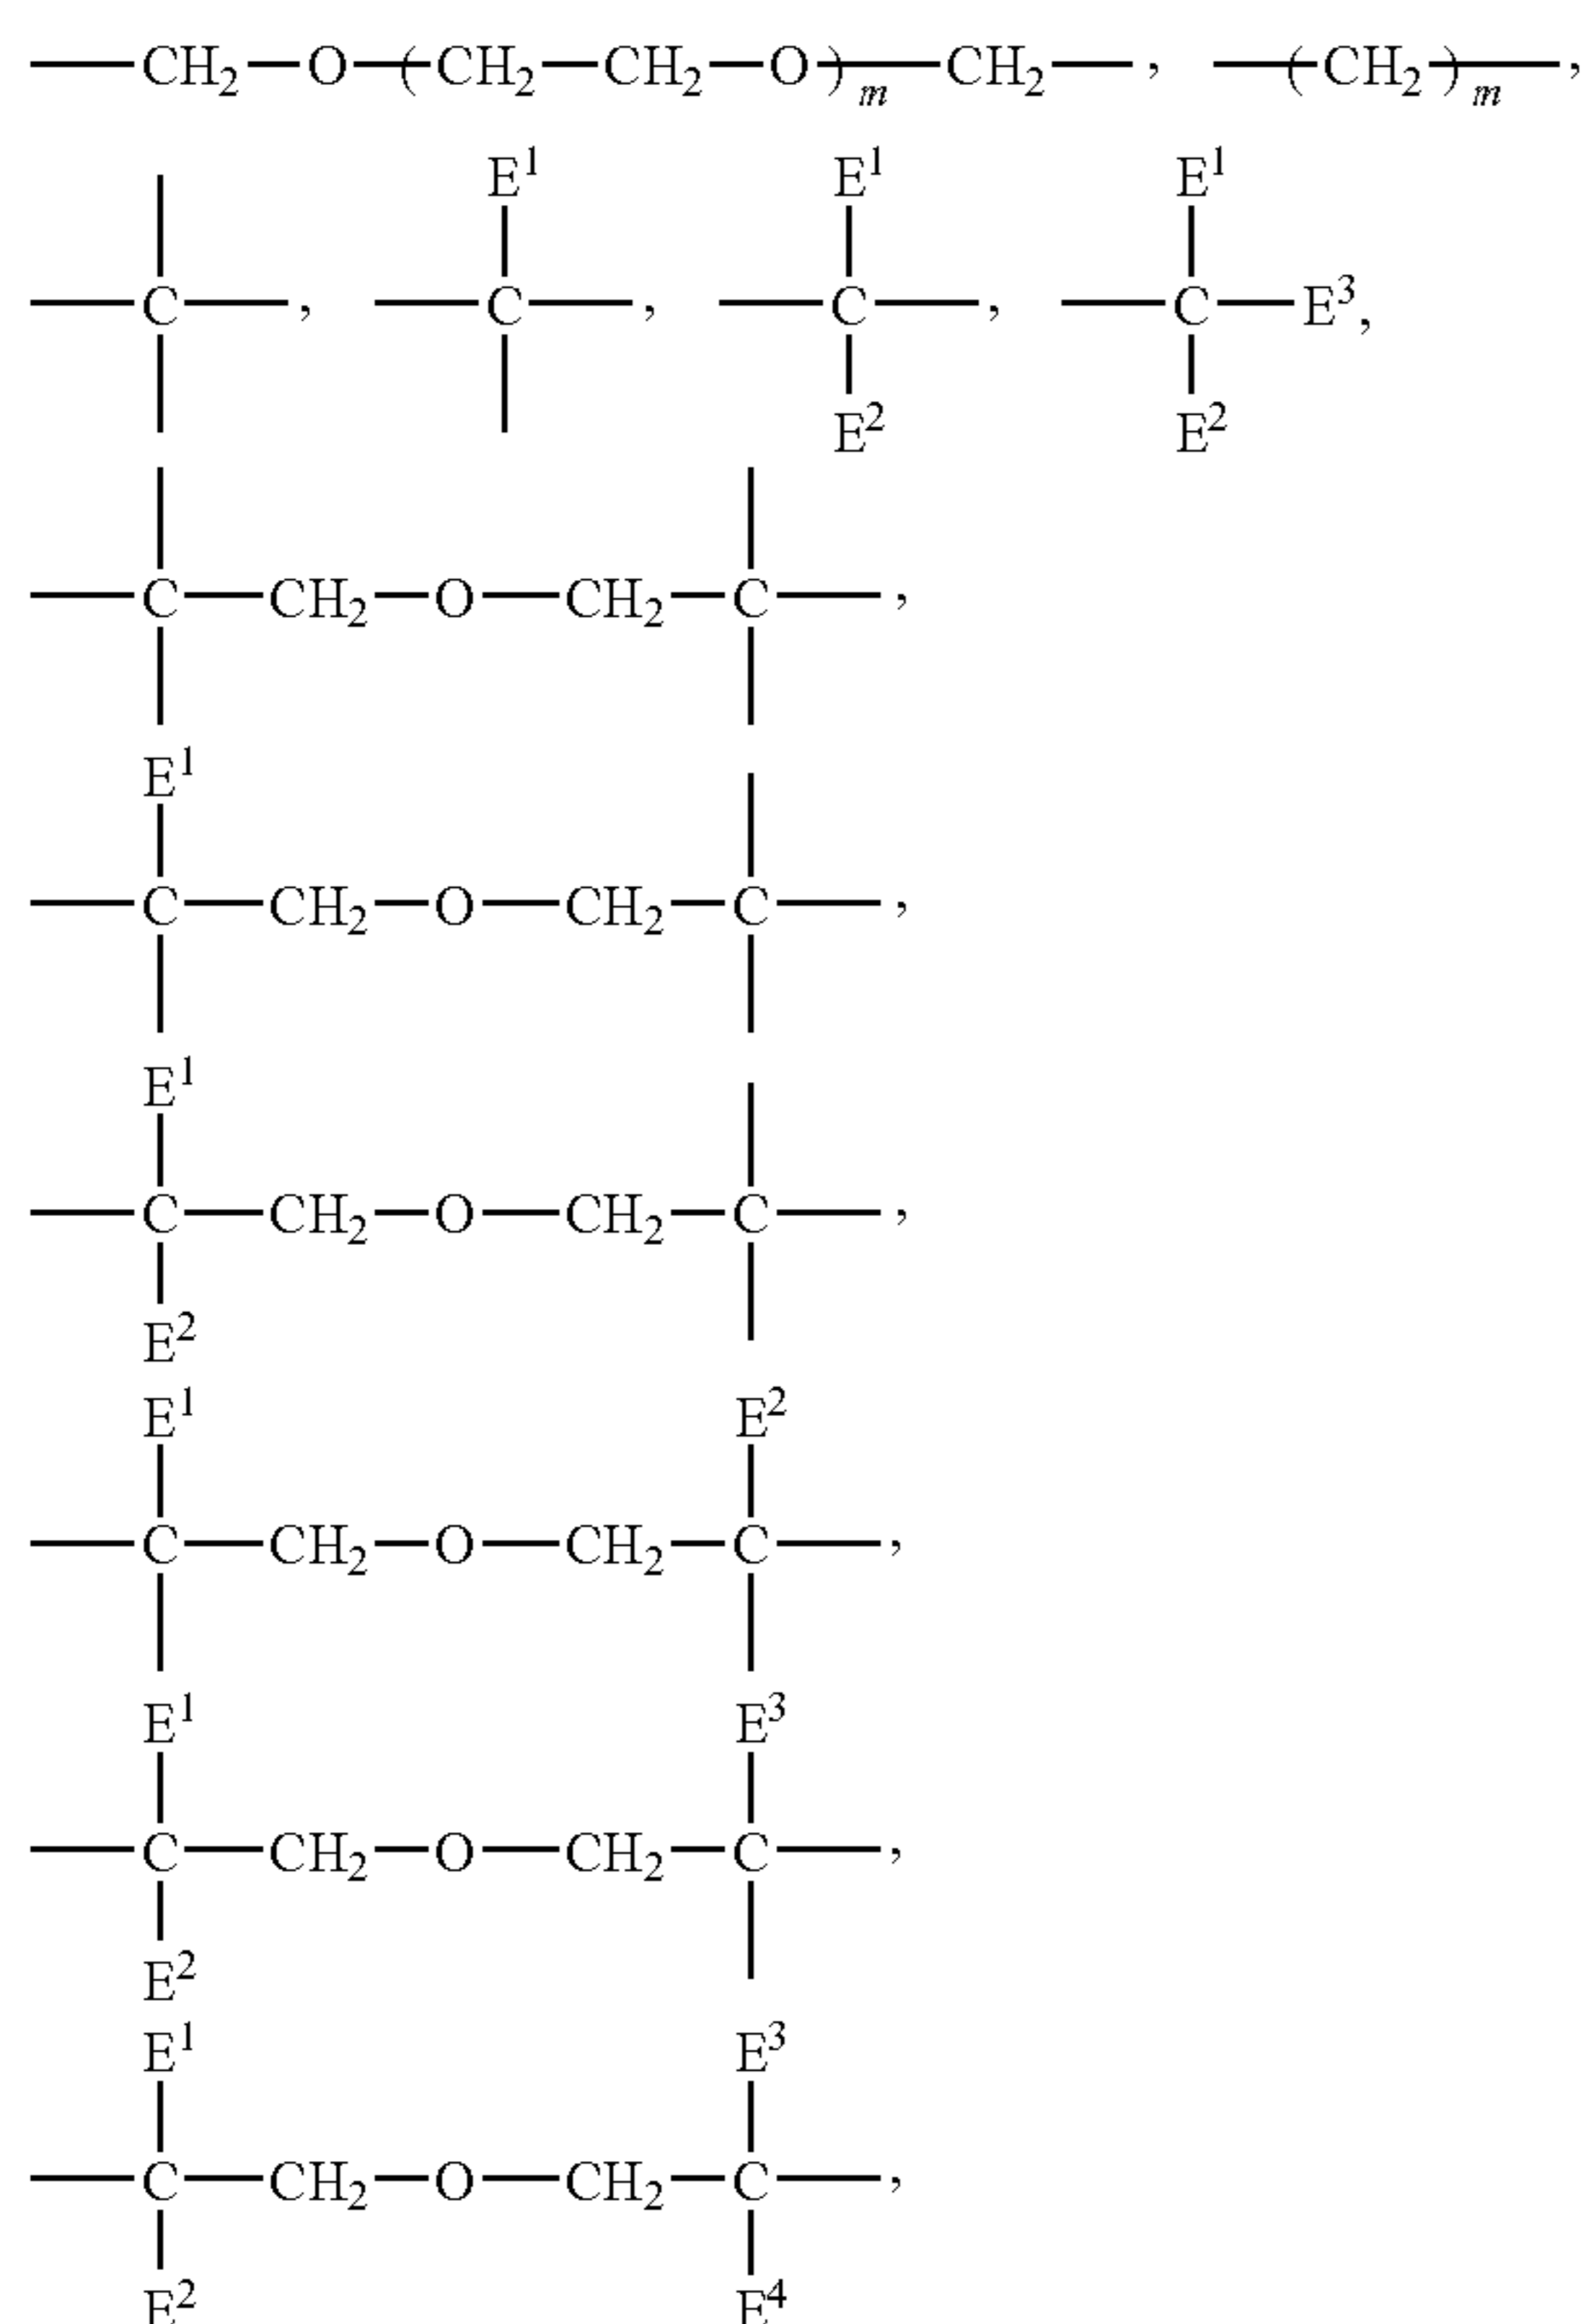 —CH₂—O—(CH₂—CH₂—O)ₘ—CH₂—, —(CH₂)ₘ—,
E¹ E¹ E¹
—C—, —C—, —C—, —C—E³,
E² E²
—C—CH₂—O—CH₂—C—,
E¹
—C—CH₂—O—CH₂—C—,
E¹
—C—CH₂—O—CH₂—C—,
E²
E¹ E²
—C—CH₂—O—CH₂—C—,
E¹ E³
—C—CH₂—O—CH₂—C—,
E²
E¹ E³
—C—CH₂—O—CH₂—C—,
E² E⁴